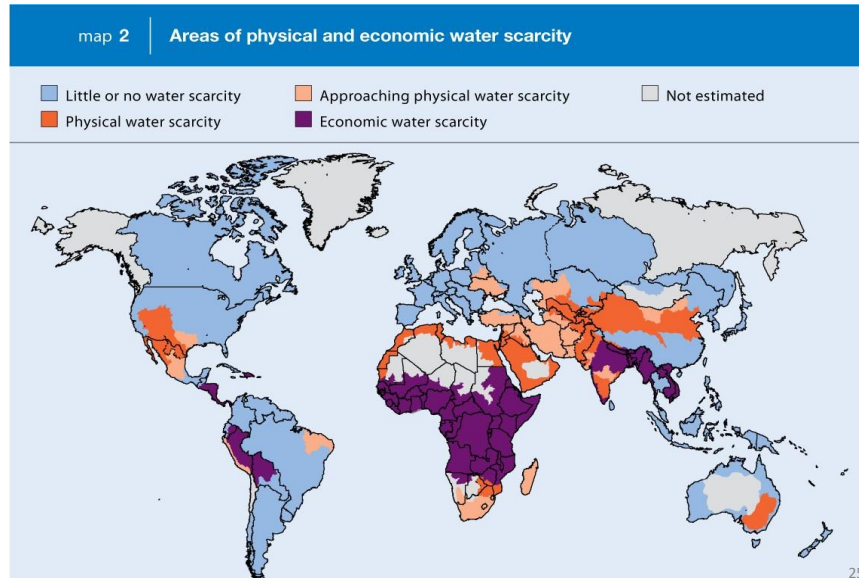 map 2 Areas of physical and economic water scarcity
Little or no water scarcity Approaching physical water scarcity Not estimated
Physical water scarcity Economic water scarcity
25